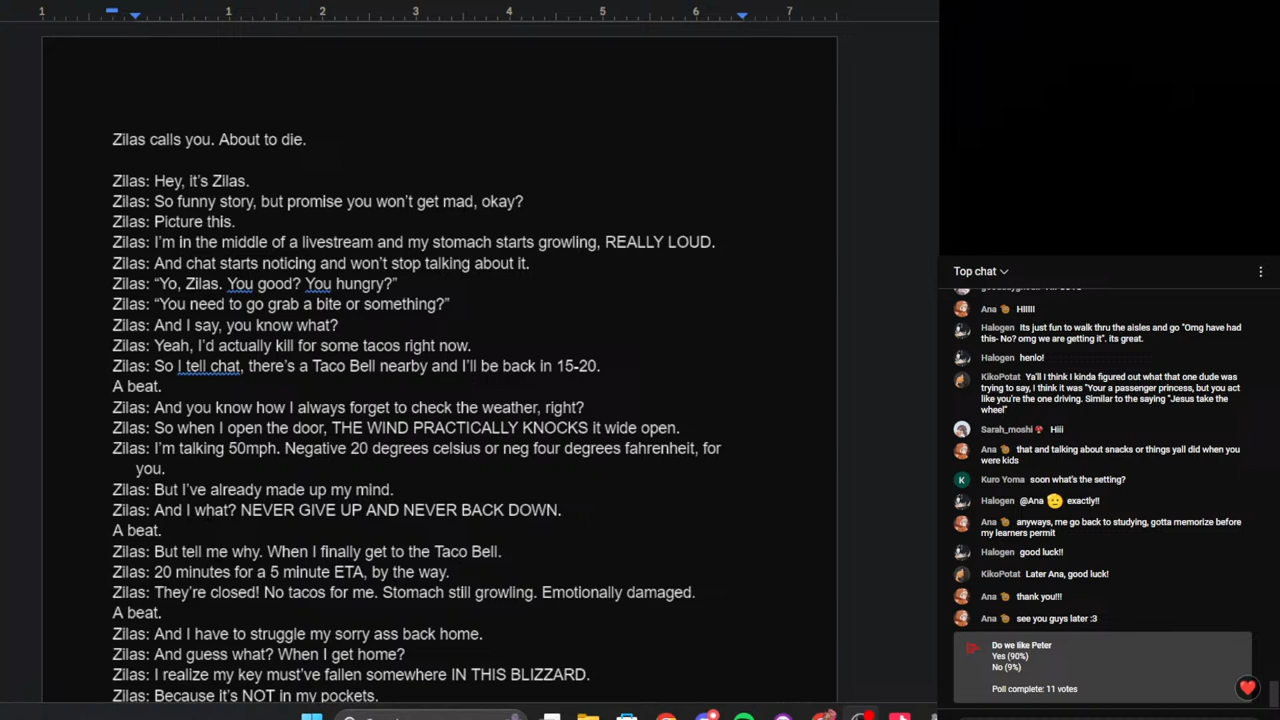 1 1 2 3 4 5 6 7
Zilas calls you. About to die.
Zilas: Hey, it's Zilas.
Zilas: So funny story, but promise you won't get mad, okay?
Zilas: Picture this.
Zilas: I'm in the middle of a livestream and my stomach starts growling, REALLY LOUD.
Zilas: And chat starts noticing and won't stop talking about it.
Zilas: “Yo, Zilas. You good? You hungry?”
Zilas: “You need to go grab a bite or something?”
Zilas: And I say, you know what?
Zilas: Yeah, I'd actually kill for some tacos right now.
Zilas: So I tell chat, there's a Taco Bell nearby and I'll be back in 15-20.
A beat.
Zilas: And you know how I always forget to check the weather, right?
Zilas: So when I open the door, THE WIND PRACTICALLY KNOCKS it wide open.
Zilas: I'm talking 50mph. Negative 20 degrees celsius or neg four degrees fahrenheit, for
you.
Zilas: But I've already made up my mind.
Zilas: And I what? NEVER GIVE UP AND NEVER BACK DOWN.
A beat.
Zilas: But tell me why. When I finally get to the Taco Bell.
Zilas: 20 minutes for a 5 minute ETA, by the way.
Zilas: They're closed! No tacos for me. Stomach still growling. Emotionally damaged.
A beat.
Zilas: And I have to struggle my sorry ass back home.
Zilas: And guess what? When I get home?
Zilas: I realize my key must've fallen somewhere IN THIS BLIZZARD.
Zilas: Because it's NOT in my pockets.
Top chat
Ana HIIIII
Halogen Its just fun to walk thru the aisles and go "Omg have had
this- No? omg we are getting it". its great.
Halogen henlo!
KikoPotat Ya'll I think I kinda figured out what that one dude was
trying to say, I think it was "Your a passenger princess, but you act
like you're the one driving. Similar to the saying "Jesus take the
wheel"
Sarah_moshi Hiii
Ana that and talking about snacks or things yall did when you
were kids
K Kuro Yoma soon what's the setting?
Halogen @Ana exactly!!
Ana anyways, me go back to studying, gotta memorize before
my learners permit
Halogen good luck!!
KikoPotat Later Ana, good luck!
Ana thank you!!!
Ana see you guys later :3
Do we like Peter
Yes (90%)
No (9%)
Poll complete: 11 votes